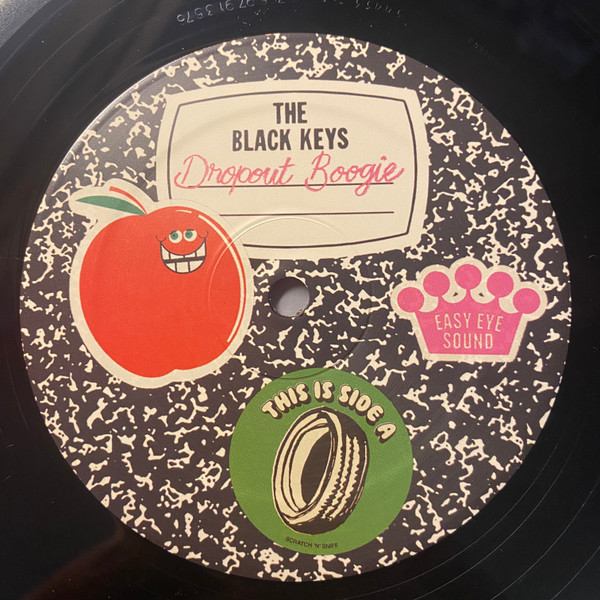 THE
BLACK KEYS
Dropout Boogie
EASY EYE
SOUND
THIS IS SIDE A
SCRATCH 'N' SNIFF